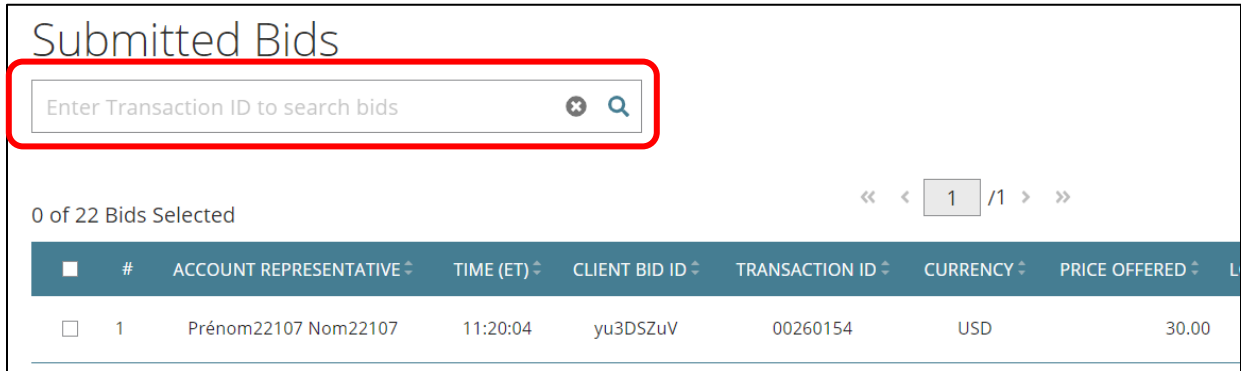 Submitted Bids
Enter Transaction ID to search bids
« < 1 /1 > »
0 of 22 Bids Selected
# ACCOUNT REPRESENTATIVE TIME (ET) CLIENT BID ID TRANSACTION ID CURRENCY PRICE OFFERED
1 Prénom22107 Nom22107 11:20:04 yu3DSZuV 00260154 USD 30.00